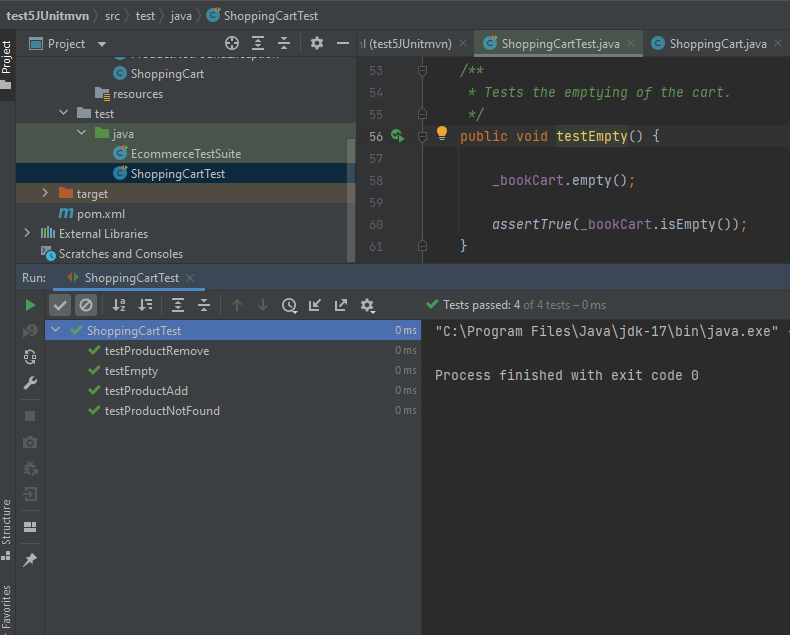 test5JUnitmvn src test java ShoppingCartTest
Project
ml (test5JUnitmvn)
ShoppingCartTest.java
ShoppingCart.java
ShoppingCart
resources
test
java
EcommerceTestSuite
ShoppingCartTest
target
pom.xml
External Libraries
Scratches and Consoles
53 /**
54 * Tests the emptying of the cart.
55 */
56 public void testEmpty() {
57
58 _bookCart.empty();
59
60 assertTrue(_bookCart.isEmpty());
61 }
Run: ShoppingCartTest
Tests passed: 4 of 4 tests – 0 ms
ShoppingCartTest 0 ms
testProductRemove 0 ms
testEmpty 0 ms
testProductAdd 0 ms
testProductNotFound 0 ms
"C:\Program Files\Java\jdk-17\bin\java.exe" -
Process finished with exit code 0
Project
Structure
Favorites